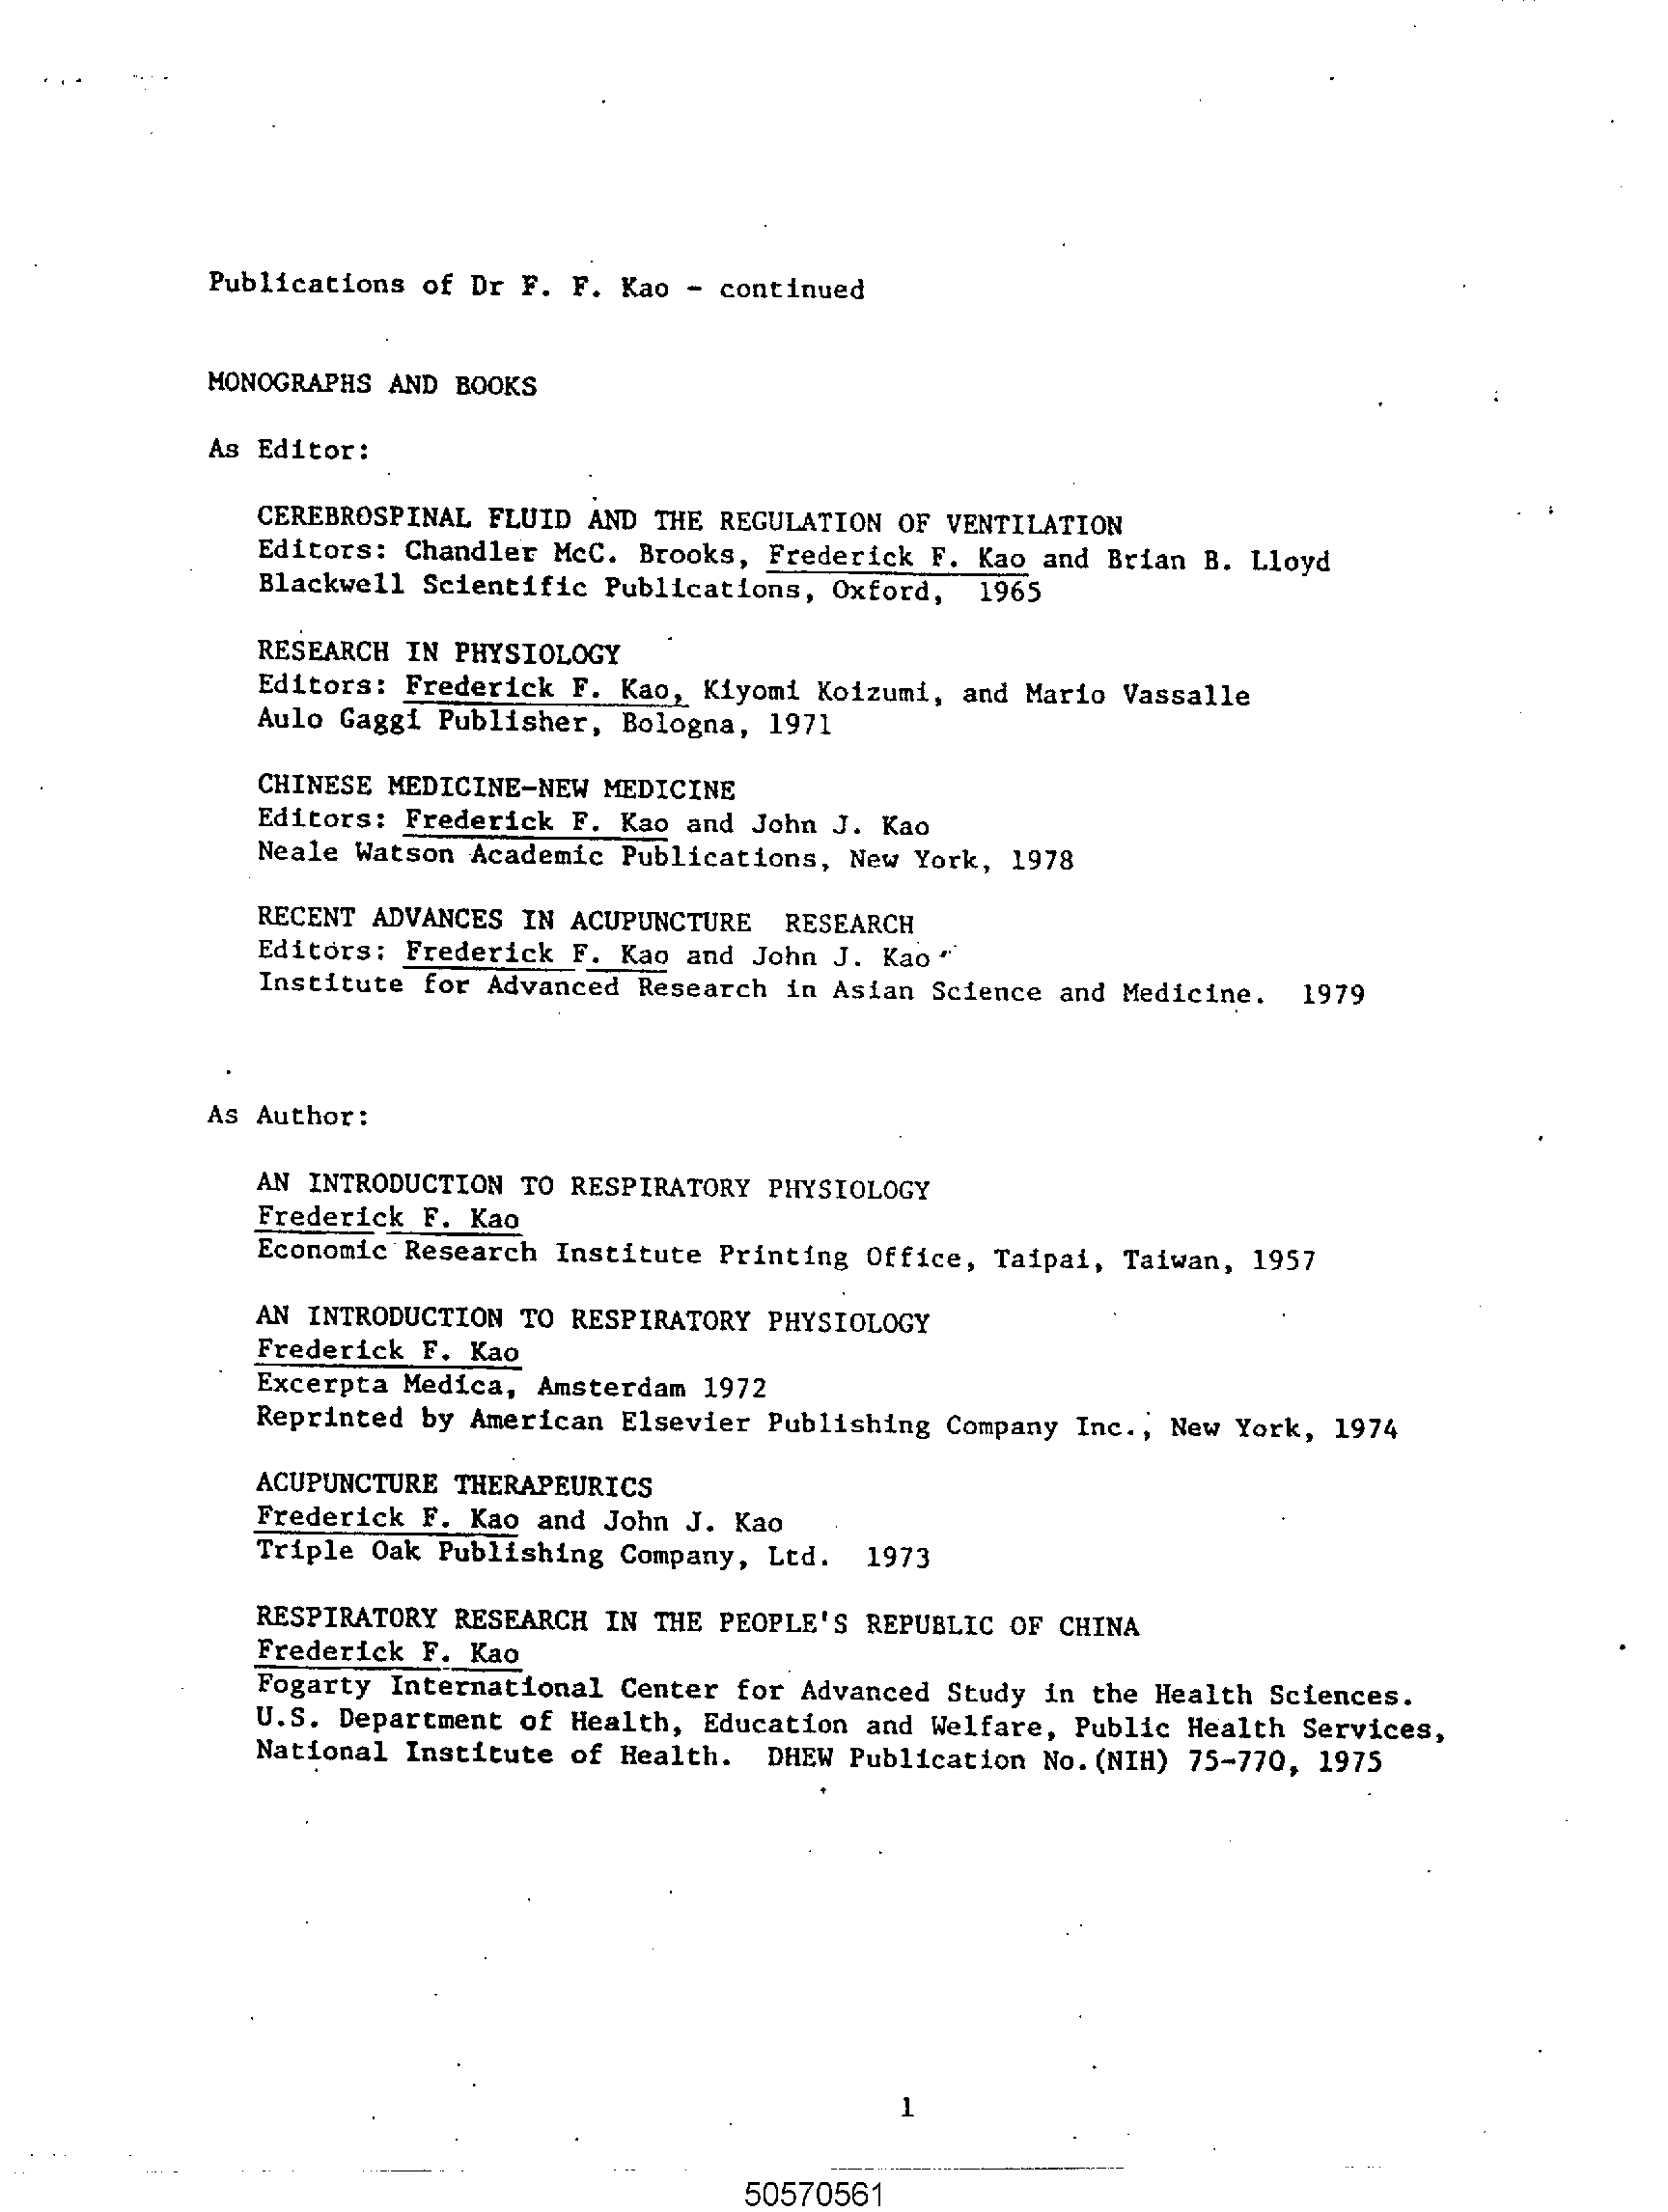 Publications of Dr F. F. Kao - continued
MONOGRAPHS AND BOOKS
As Editor:
CEREBROSPINAL FLUID AND THE REGULATION OF VENTILATION
Editors: Chandler McC. Brooks, Frederick F. Kao and Brian B. Lloyd
Blackwell Scientific Publications, Oxford, 1965
RESEARCH IN PHYSIOLOGY
Editors: Frederick F. Kao, Kiyomi Koizumi, and Mario Vassalle
Aulo Gaggi Publisher, Bologna, 1971
CHINESE MEDICINE-NEW MEDICINE
Editors: Frederick F. Kao and John J. Kao
Neale Watson Academic Publications, New York, 1978
RECENT ADVANCES IN ACUPUNCTURE RESEARCH
Editors: Frederick F. Kao and John J. Kao
Institute for Advanced Research in Asian Science and Medicine. 1979
As Author:
AN INTRODUCTION TO RESPIRATORY PHYSIOLOGY
Frederick F. Kao
Economic Research Institute Printing Office, Taipai, Taiwan, 1957
AN INTRODUCTION TO RESPIRATORY PHYSIOLOGY
Frederick F. Kao
Excerpta Medica, Amsterdam 1972
Reprinted by American Elsevier Publishing Company Inc., New York, 1974
ACUPUNCTURE THERAPEURICS
Frederick F. Kao and John J. Kao
Triple Oak Publishing Company, Ltd. 1973
RESPIRATORY RESEARCH IN THE PEOPLE'S REPUBLIC OF CHINA
Frederick F. Kao
Fogarty International Center for Advanced Study in the Health Sciences.
U.S. Department of Health, Education and Welfare, Public Health Services,
National Institute of Health. DHEW Publication No.(NIH) 75-770, 1975
1
50570561